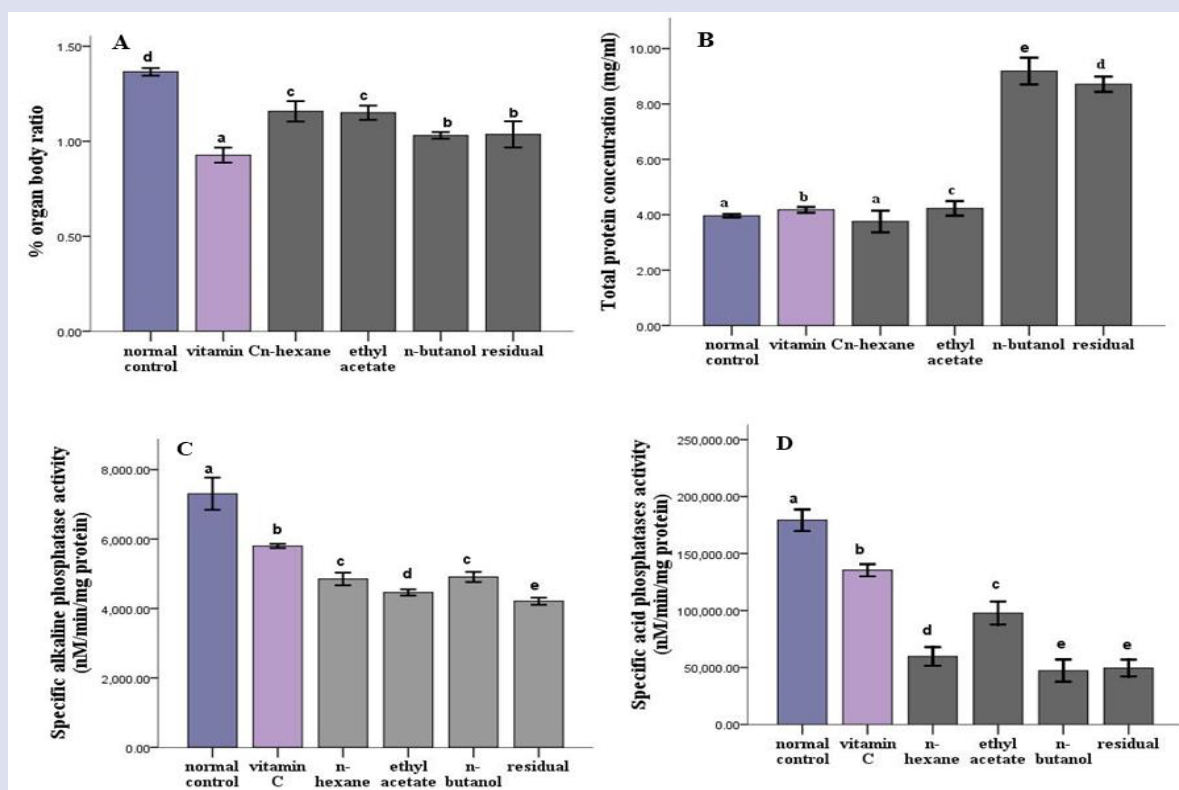 A
% organ body ratio
1.50
1.00
0.50
0.00
d
a
c
c
b
b
normal control
vitamin C
n-hexane
ethyl acetate
n-butanol
residual
B
Total protein concentration (mg/ml)
10.00
8.00
6.00
4.00
2.00
0.00
a
b
a
c
e
d
normal control
vitamin C
n-hexane
ethyl acetate
n-butanol
residual
C
Specific alkaline phosphatase activity
(nM/min/mg protein)
8,000.00
6,000.00
4,000.00
2,000.00
0.00
a
b
c
d
c
e
normal control
vitamin C
n-hexane
ethyl acetate
n-butanol
residual
D
Specific acid phosphatases activity
(nM/min/mg protein)
250,000.00
200,000.00
150,000.00
100,000.00
50,000.00
0.00
a
b
d
c
e
e
normal control
vitamin C
n-hexane
ethyl acetate
n-butanol
residual